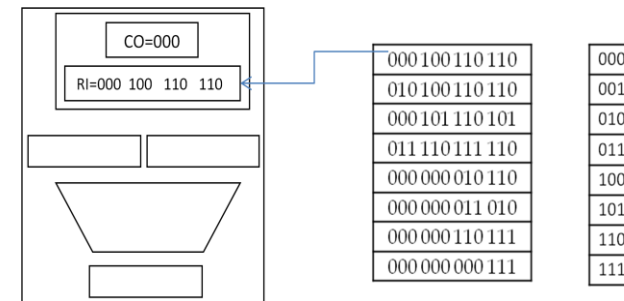 CO=000
RI=000 100 110 110
000 100 110 110
010 100 110 110
000 101 110 101
011 110 111 110
000 000 010 110
000 000 011 010
000 000 110 111
000 000 000 111
000
001
010
011
100
101
110
111